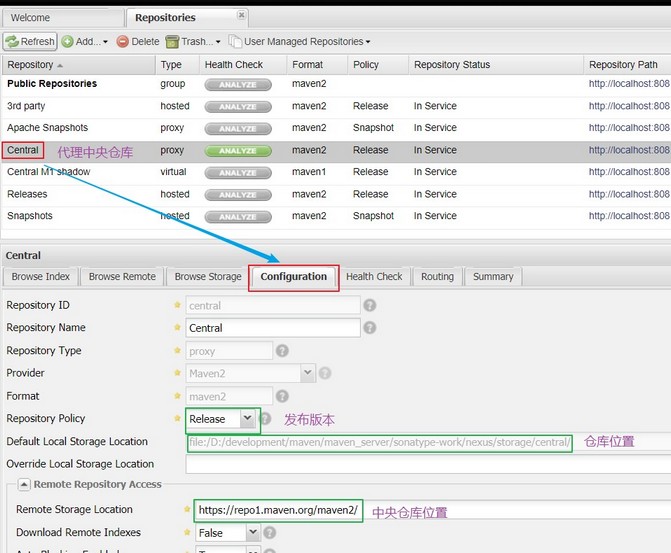 Welcome Repositories
Refresh Add... Delete Trash... User Managed Repositories
Repository Type Health Check Format Policy Repository Status Repository Path
Public Repositories group ANALYZE maven2 http://localhost:808
3rd party hosted ANALYZE maven2 Release In Service http://localhost:808
Apache Snapshots proxy ANALYZE maven2 Snapshot In Service http://localhost:808
Central 代理中央仓库 proxy ANALYZE maven2 Release In Service http://localhost:808
Central M1 shadow virtual ANALYZE maven1 Release In Service http://localhost:808
Releases hosted ANALYZE maven2 Release In Service http://localhost:808
Snapshots hosted ANALYZE maven2 Snapshot In Service http://localhost:808
Central
Browse Index Browse Remote Browse Storage Configuration Health Check Routing Summary
Repository ID central
Repository Name Central
Repository Type proxy
Provider Maven2
Format maven2
Repository Policy Release 发布版本
Default Local Storage Location file:/D:/development/maven/maven_server/sonatype-work/nexus/storage/central/ 仓库位置
Override Local Storage Location
Remote Repository Access
Remote Storage Location https://repo1.maven.org/maven2/ 中央仓库位置
Download Remote Indexes False